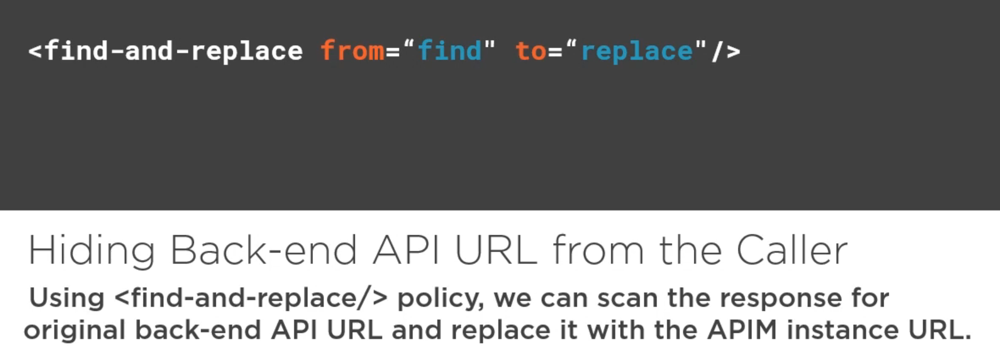 <find-and-replace from=“find" to=“replace"/>
Hiding Back-end API URL from the Caller
Using <find-and-replace/> policy, we can scan the response for
original back-end API URL and replace it with the APIM instance URL.